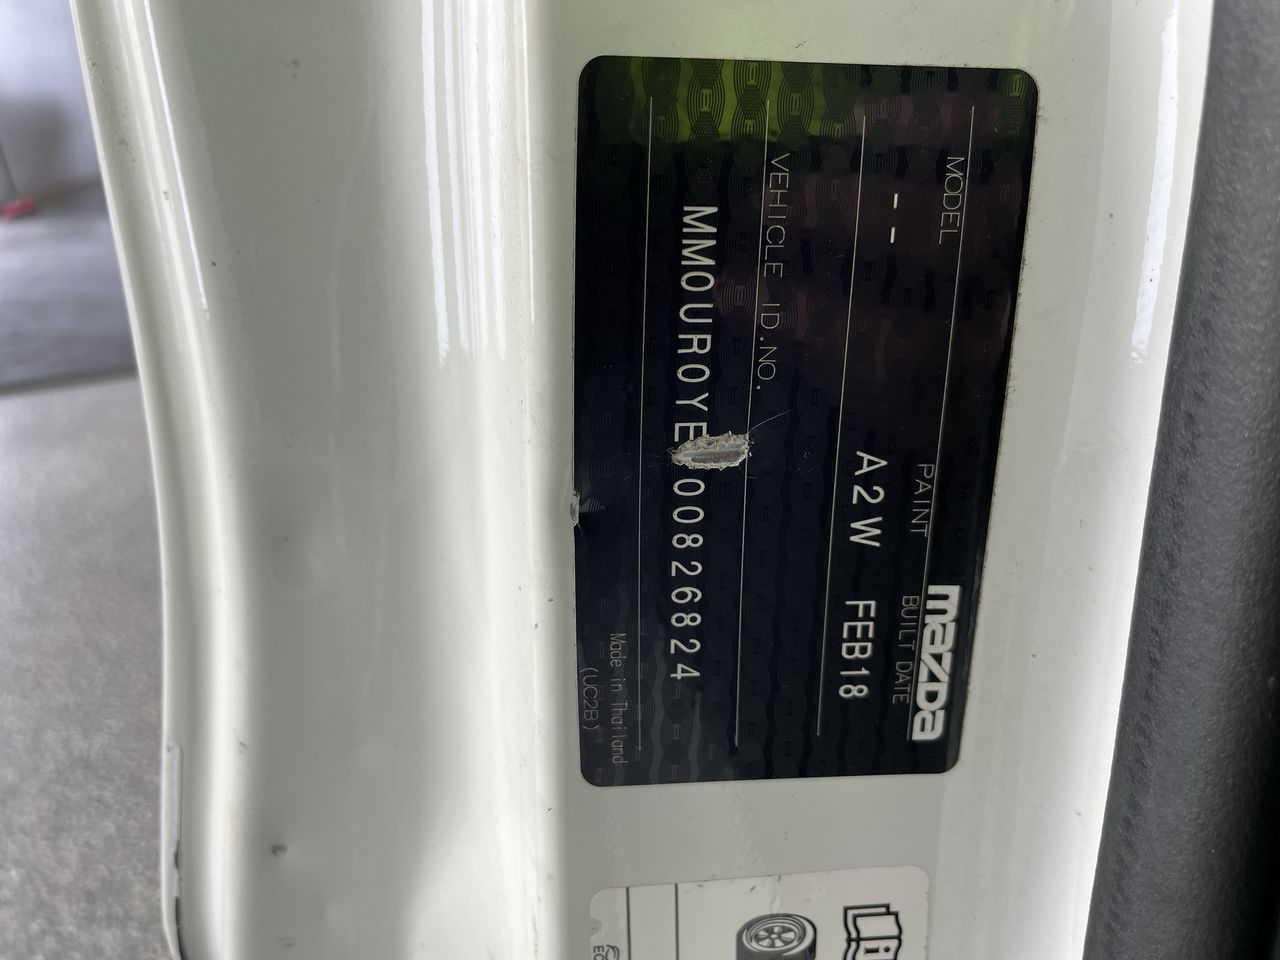 mazda
MODEL PAINT BUILT DATE
-- A2W FEB18
VEHICLE ID.NO.
MM0UR0YE 00826824
Made in Thailand
(UC2B)